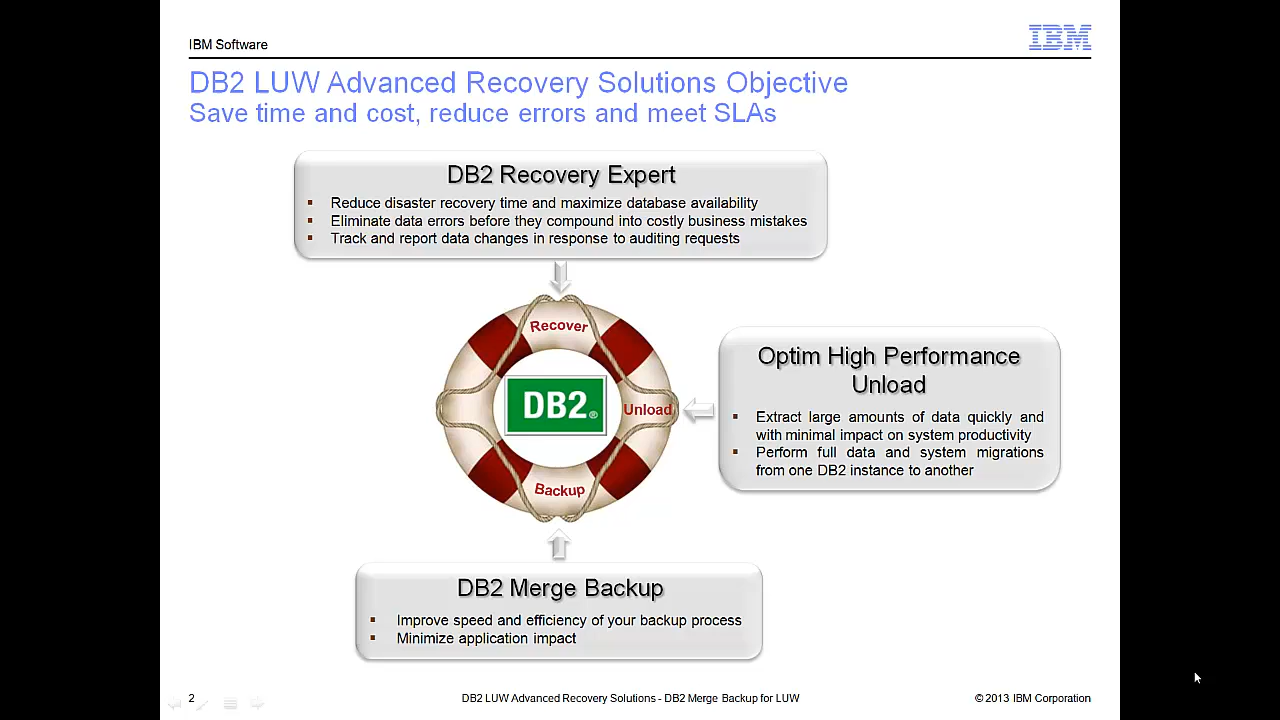 IBM Software
IBM
DB2 LUW Advanced Recovery Solutions Objective
Save time and cost, reduce errors and meet SLAs
DB2 Recovery Expert
▪ Reduce disaster recovery time and maximize database availability
▪ Eliminate data errors before they compound into costly business mistakes
▪ Track and report data changes in response to auditing requests
Recover
DB2®
Unload
Backup
Optim High Performance
Unload
▪ Extract large amounts of data quickly and
with minimal impact on system productivity
▪ Perform full data and system migrations
from one DB2 instance to another
DB2 Merge Backup
▪ Improve speed and efficiency of your backup process
▪ Minimize application impact
2
DB2 LUW Advanced Recovery Solutions - DB2 Merge Backup for LUW
© 2013 IBM Corporation